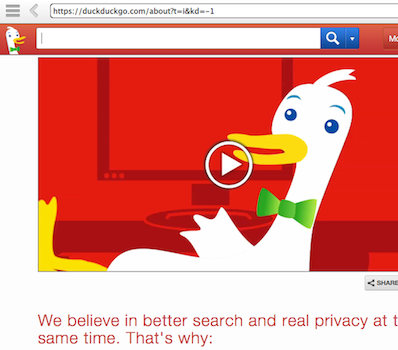 https://duckduckgo.com/about?t=i&kd=-1
Mo
SHARE
We believe in better search and real privacy at t
same time. That's why: